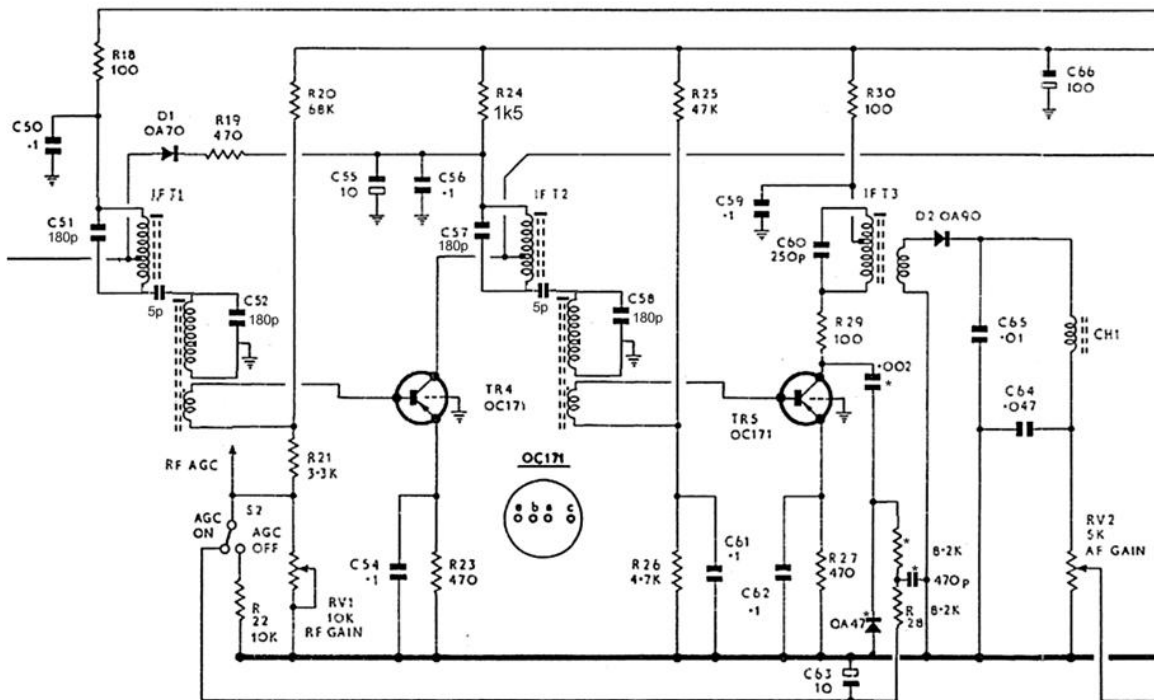 R18
100
C50
.1
D1
OA70
R19
470
IFT1
C51
180p
5p
C52
180p
R20
68K
R24
1k5
C55
10
C56
.1
IFT2
C57
180p
5p
C58
180p
R25
47K
R30
100
C66
100
C59
.1
IFT3
C60
250p
D2 OA90
R29
100
.002
*
C65
.01
CH1
C64
.047
TR4
OC171
TR5
OC171
OC171
e b s c
RF AGC
R21
3.3K
AGC
ON
S2
AGC
OFF
R
22
10K
RV1
10K
RF GAIN
C54
.1
R23
470
R26
4.7K
C61
.1
C62
.1
R27
470
OA47
*
*
8.2K
*
470p
R
28
8.2K
C63
10
RV2
5K
AF GAIN